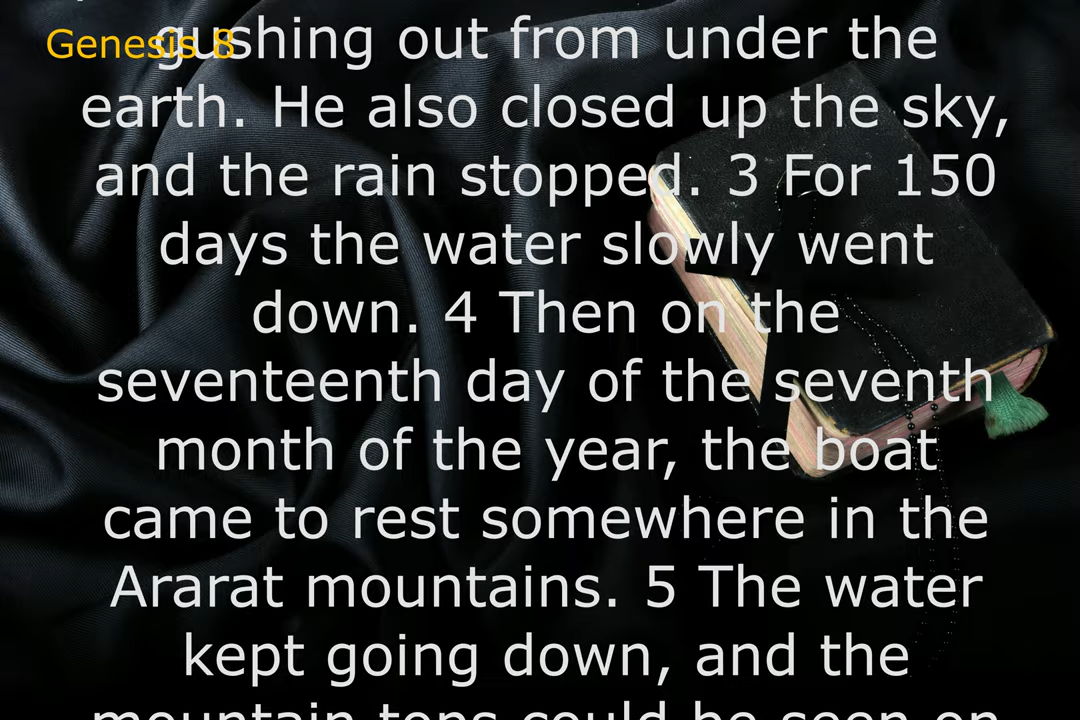 Genesis 8
gushing out from under the
earth. He also closed up the sky,
and the rain stopped. 3 For 150
days the water slowly went
down. 4 Then on the
seventeenth day of the seventh
month of the year, the boat
came to rest somewhere in the
Ararat mountains. 5 The water
kept going down, and the
mountain tops could be seen on